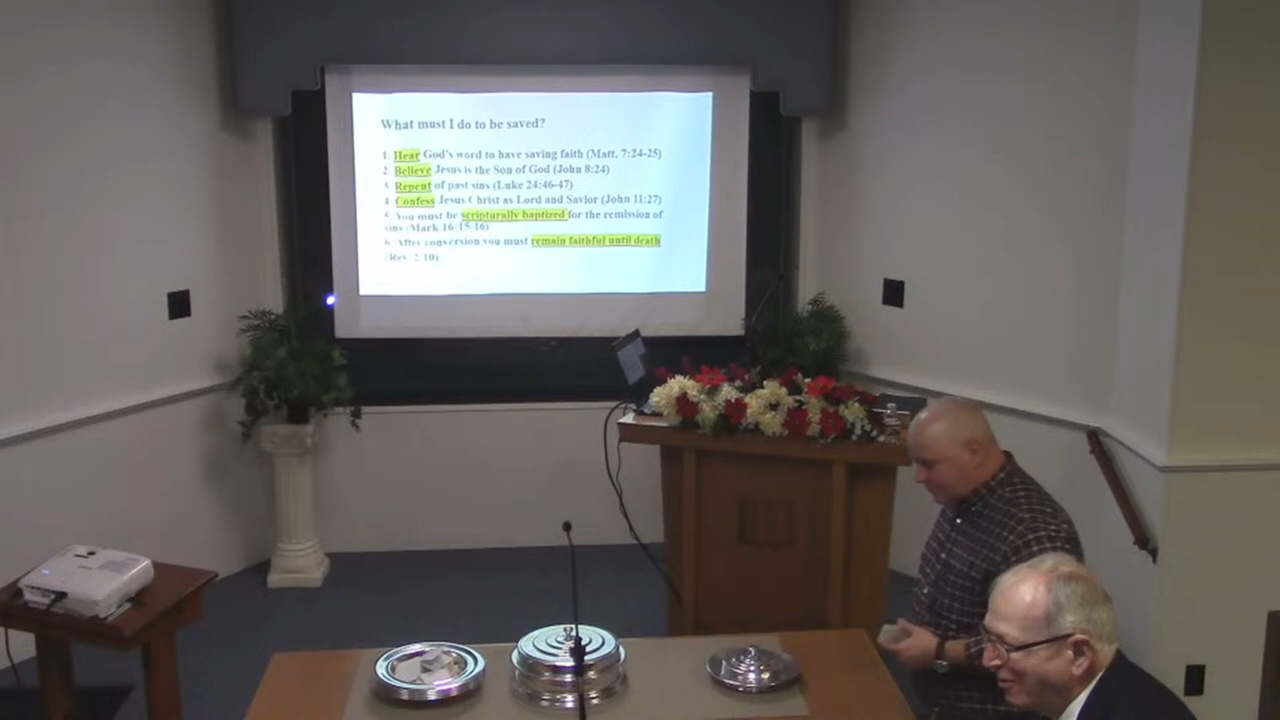 What must I do to be saved?
1. Hear God's word to have saving faith (Matt. 7:24-25)
2. Believe Jesus is the Son of God (John 8:24)
3. Repent of past sins (Luke 24:46-47)
4. Confess Jesus Christ as Lord and Savior (John 11:27)
5. You must be scripturally baptized for the remission of
sins (Mark 16:15-16)
6. After conversion you must remain faithful until death
(Rev. 2:10)